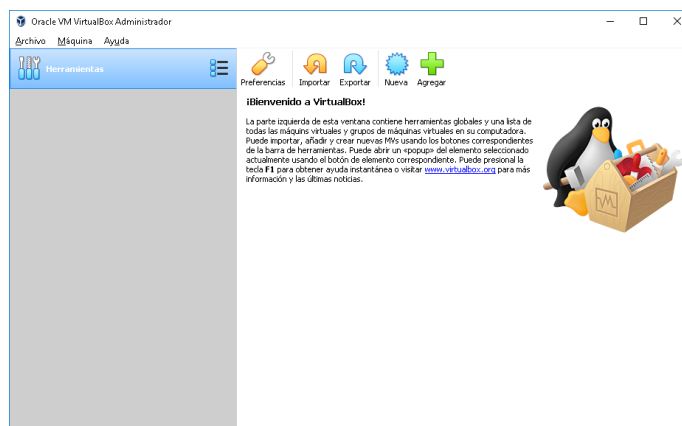 Oracle VM VirtualBox Administrador
Archivo Máquina Ayuda
Herramientas
Preferencias Importar Exportar Nueva Agregar
¡Bienvenido a VirtualBox!
La parte izquierda de esta ventana contiene herramientas globales y una lista de
todas las máquins virtuales y grupos de máquinas virtuales en su computadora.
Puede importar, añadir y crear nuevas MVs usando los botones correspondientes
de la barra de herramientas. Puede abrir un «popup» del elemento seleccionado
actualmente usando el botón de elemento correspondiente. Puede presional la
tecla F1 para obtener ayuda instantánea o visitar www.virtualbox.org para más
información y las últimas noticias.